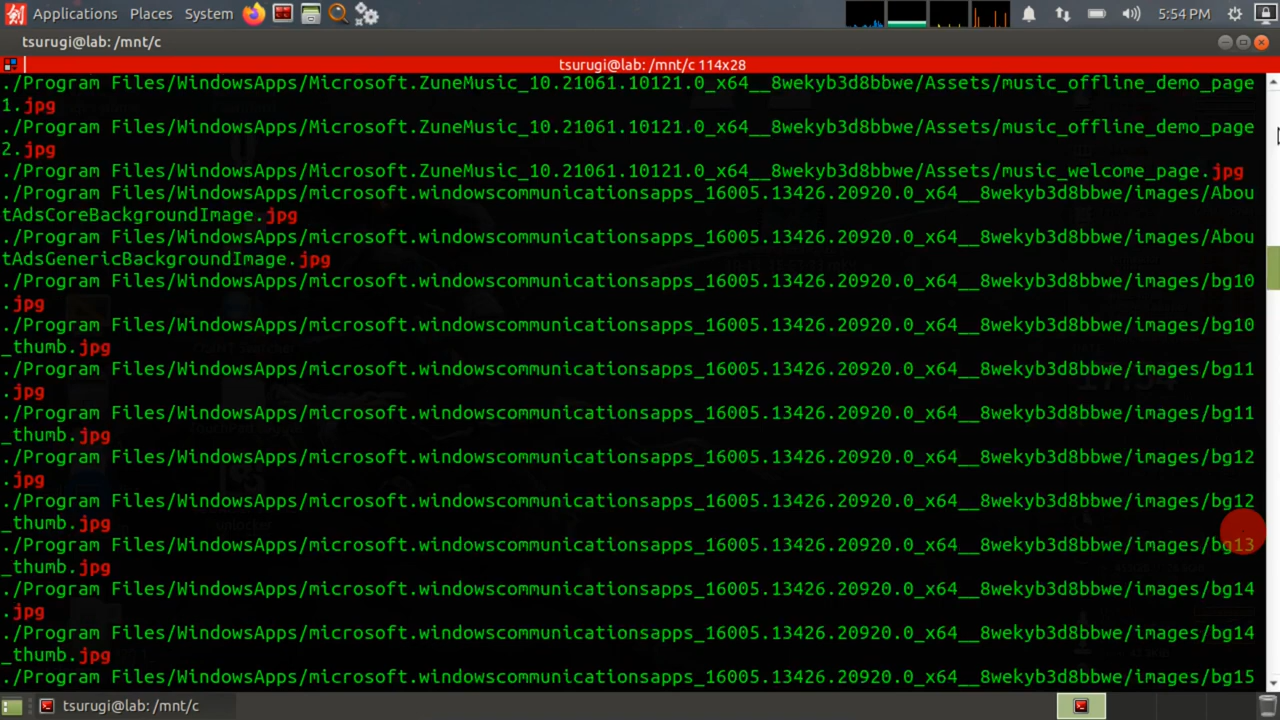 Applications Places System 5:54 PM
tsurugi@lab: /mnt/c
tsurugi@lab: /mnt/c 114x28
./Program Files/WindowsApps/Microsoft.ZuneMusic_10.21061.10121.0_x64__8wekyb3d8bbwe/Assets/music_offline_demo_page
1.jpg
./Program Files/WindowsApps/Microsoft.ZuneMusic_10.21061.10121.0_x64__8wekyb3d8bbwe/Assets/music_offline_demo_page
2.jpg
./Program Files/WindowsApps/Microsoft.ZuneMusic_10.21061.10121.0_x64__8wekyb3d8bbwe/Assets/music_welcome_page.jpg
./Program Files/WindowsApps/microsoft.windowscommunicationsapps_16005.13426.20920.0_x64__8wekyb3d8bbwe/images/Abou
tAdsCoreBackgroundImage.jpg
./Program Files/WindowsApps/microsoft.windowscommunicationsapps_16005.13426.20920.0_x64__8wekyb3d8bbwe/images/Abou
tAdsGenericBackgroundImage.jpg
./Program Files/WindowsApps/microsoft.windowscommunicationsapps_16005.13426.20920.0_x64__8wekyb3d8bbwe/images/bg10
.jpg
./Program Files/WindowsApps/microsoft.windowscommunicationsapps_16005.13426.20920.0_x64__8wekyb3d8bbwe/images/bg10
_thumb.jpg
./Program Files/WindowsApps/microsoft.windowscommunicationsapps_16005.13426.20920.0_x64__8wekyb3d8bbwe/images/bg11
.jpg
./Program Files/WindowsApps/microsoft.windowscommunicationsapps_16005.13426.20920.0_x64__8wekyb3d8bbwe/images/bg11
_thumb.jpg
./Program Files/WindowsApps/microsoft.windowscommunicationsapps_16005.13426.20920.0_x64__8wekyb3d8bbwe/images/bg12
.jpg
./Program Files/WindowsApps/microsoft.windowscommunicationsapps_16005.13426.20920.0_x64__8wekyb3d8bbwe/images/bg12
_thumb.jpg
./Program Files/WindowsApps/microsoft.windowscommunicationsapps_16005.13426.20920.0_x64__8wekyb3d8bbwe/images/bg13
_thumb.jpg
./Program Files/WindowsApps/microsoft.windowscommunicationsapps_16005.13426.20920.0_x64__8wekyb3d8bbwe/images/bg14
.jpg
./Program Files/WindowsApps/microsoft.windowscommunicationsapps_16005.13426.20920.0_x64__8wekyb3d8bbwe/images/bg14
_thumb.jpg
./Program Files/WindowsApps/microsoft.windowscommunicationsapps_16005.13426.20920.0_x64__8wekyb3d8bbwe/images/bg15
tsurugi@lab: /mnt/c